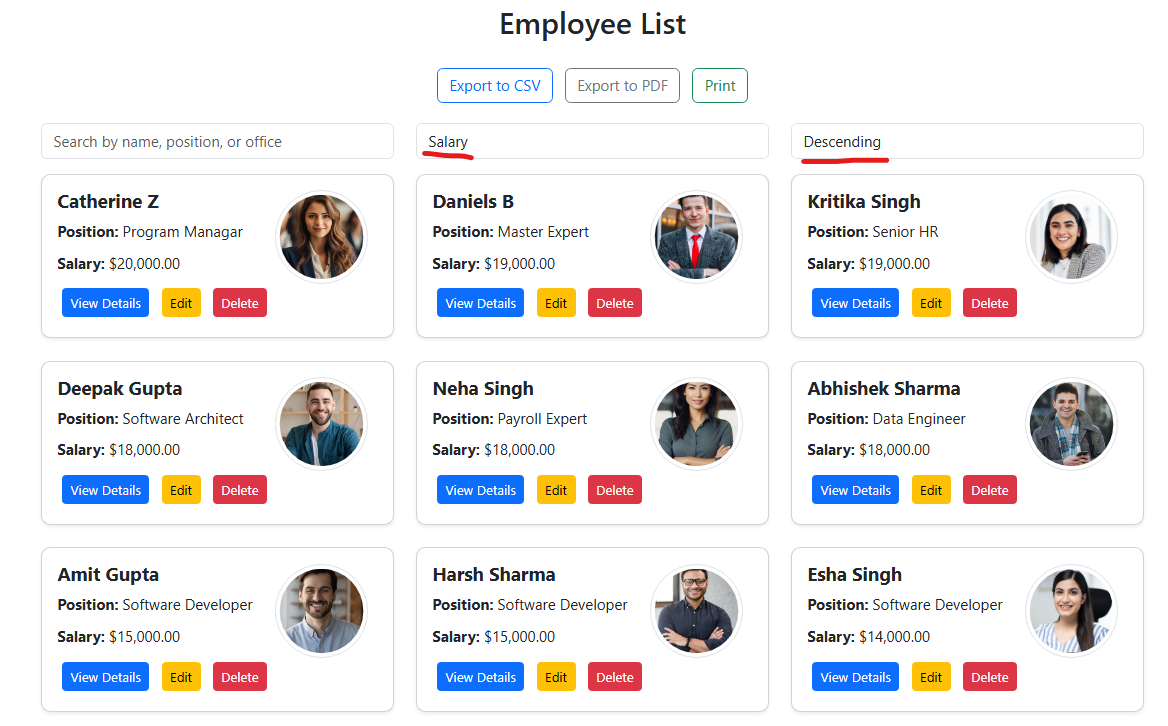 Employee List
Export to CSV Export to PDF Print
Search by name, position, or office
Salary
Descending
Catherine Z
Position: Program Managar
Salary: $20,000.00
View Details Edit Delete
Daniels B
Position: Master Expert
Salary: $19,000.00
View Details Edit Delete
Kritika Singh
Position: Senior HR
Salary: $19,000.00
View Details Edit Delete
Deepak Gupta
Position: Software Architect
Salary: $18,000.00
View Details Edit Delete
Neha Singh
Position: Payroll Expert
Salary: $18,000.00
View Details Edit Delete
Abhishek Sharma
Position: Data Engineer
Salary: $18,000.00
View Details Edit Delete
Amit Gupta
Position: Software Developer
Salary: $15,000.00
View Details Edit Delete
Harsh Sharma
Position: Software Developer
Salary: $15,000.00
View Details Edit Delete
Esha Singh
Position: Software Developer
Salary: $14,000.00
View Details Edit Delete